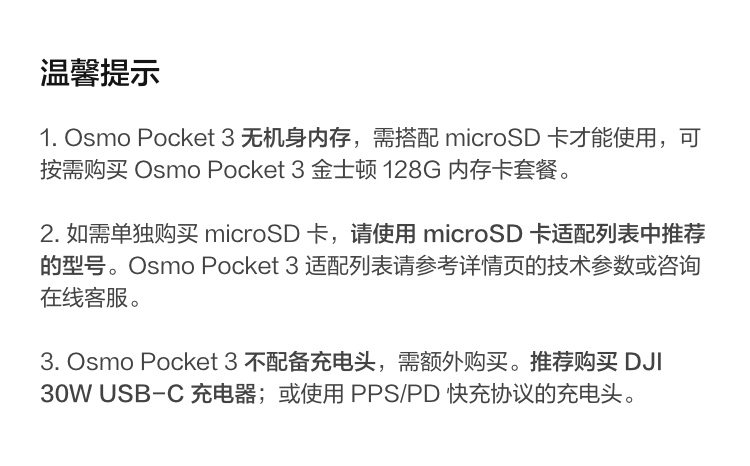 温馨提示
1. Osmo Pocket 3 无机身内存，需搭配 microSD 卡才能使用，可
按需购买 Osmo Pocket 3 金士顿 128G 内存卡套餐。
2. 如需单独购买 microSD 卡，请使用 microSD 卡适配列表中推荐
的型号。Osmo Pocket 3 适配列表请参考详情页的技术参数或咨询
在线客服。
3. Osmo Pocket 3 不配备充电头，需额外购买。推荐购买 DJI
30W USB-C 充电器；或使用 PPS/PD 快充协议的充电头。